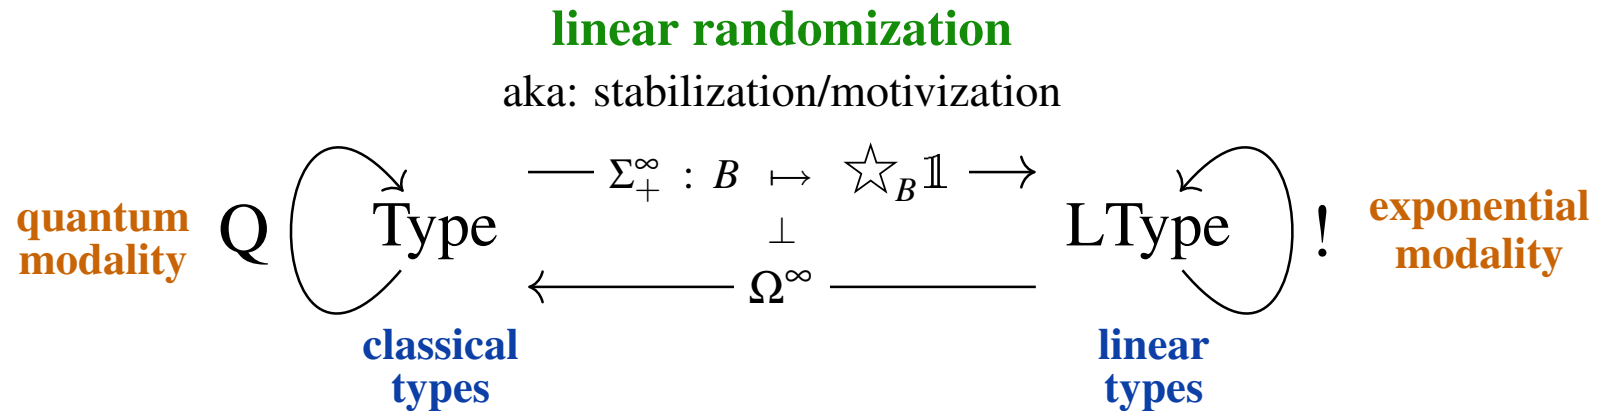 linear randomization
aka: stabilization/motivization
Σ^∞_+ : B ↦ ☆_B 𝟙
quantum
modality
Q
Type
⊥
LType
!
exponential
modality
Ω^∞
classical
types
linear
types